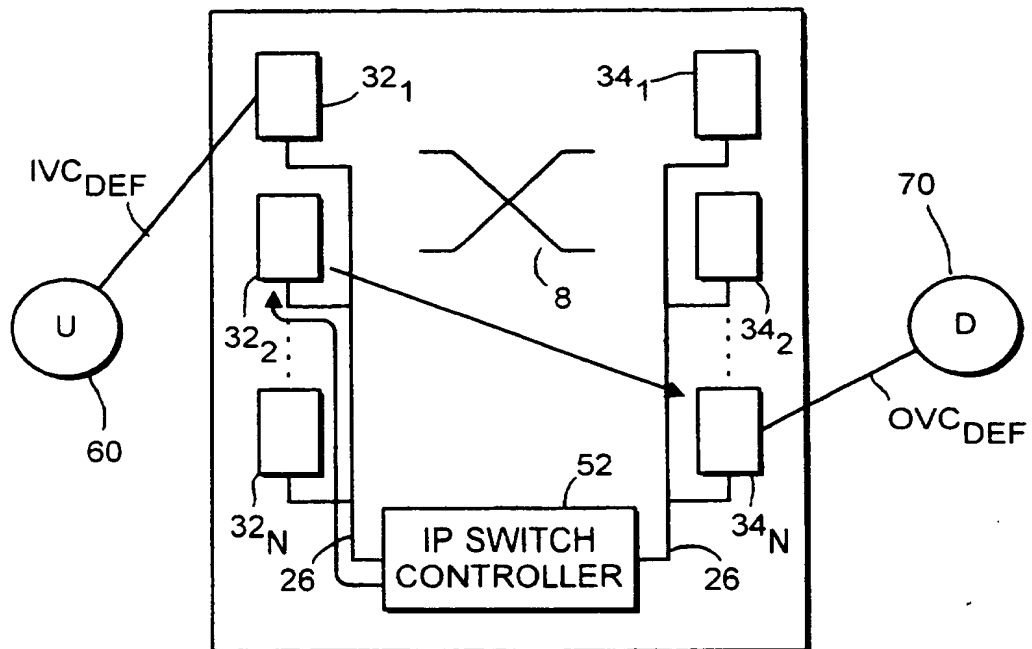 32₁
34₁
IVC_DEF
70
8
U
32₂
34₂
D
60
OVC_DEF
52
32_N
34_N
26
IP SWITCH
CONTROLLER
26